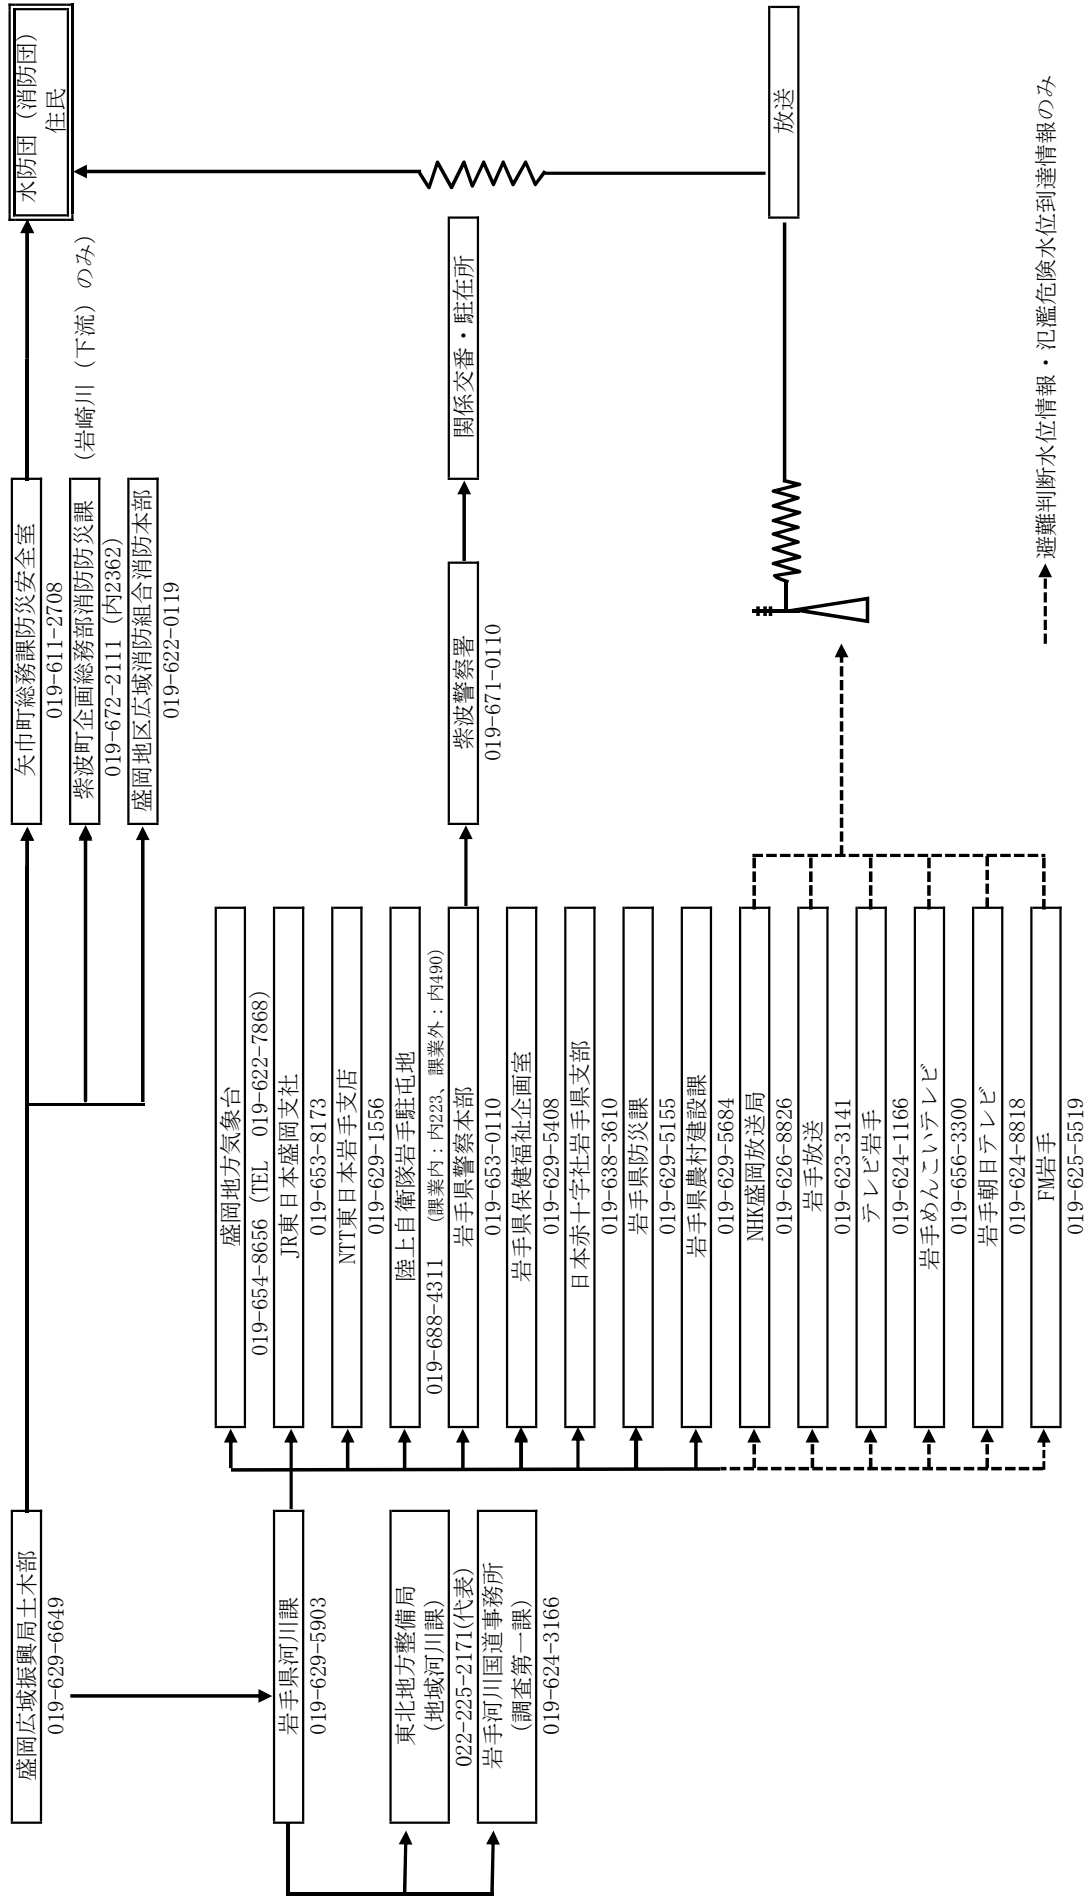 盛岡広域振興局土木部
019-629-6649
岩手県河川課
019-629-5903
東北地方整備局
(地域河川課)
022-225-2171(代表)
岩手河川国道事務所
(調査第一課)
019-624-3166
盛岡地方気象台
019-654-8656 (TEL 019-622-7868)
JR東日本盛岡支社
019-653-8173
NTT東日本岩手支店
019-629-1556
陸上自衛隊岩手駐屯地
019-688-4311 (課業内：内223、課業外：内490)
岩手県警察本部
019-653-0110
岩手県保健福祉企画室
019-629-5408
日本赤十字社岩手県支部
019-638-3610
岩手県防災課
019-629-5155
岩手県農村建設課
019-629-5684
NHK盛岡放送局
019-626-8826
岩手放送
019-623-3141
テレビ岩手
019-624-1166
岩手めんこいテレビ
019-656-3300
岩手朝日テレビ
019-624-8818
FM岩手
019-625-5519
矢巾町総務課防災安全室
019-611-2708
紫波町企画総務部消防防災課
(岩崎川（下流）のみ)
019-672-2111 (内2362)
盛岡地区広域消防組合消防本部
019-622-0119
紫波警察署
019-671-0110
関係交番・駐在所
水防団（消防団）
住民
放送
避難判断水位情報・氾濫危険水位到達情報のみ